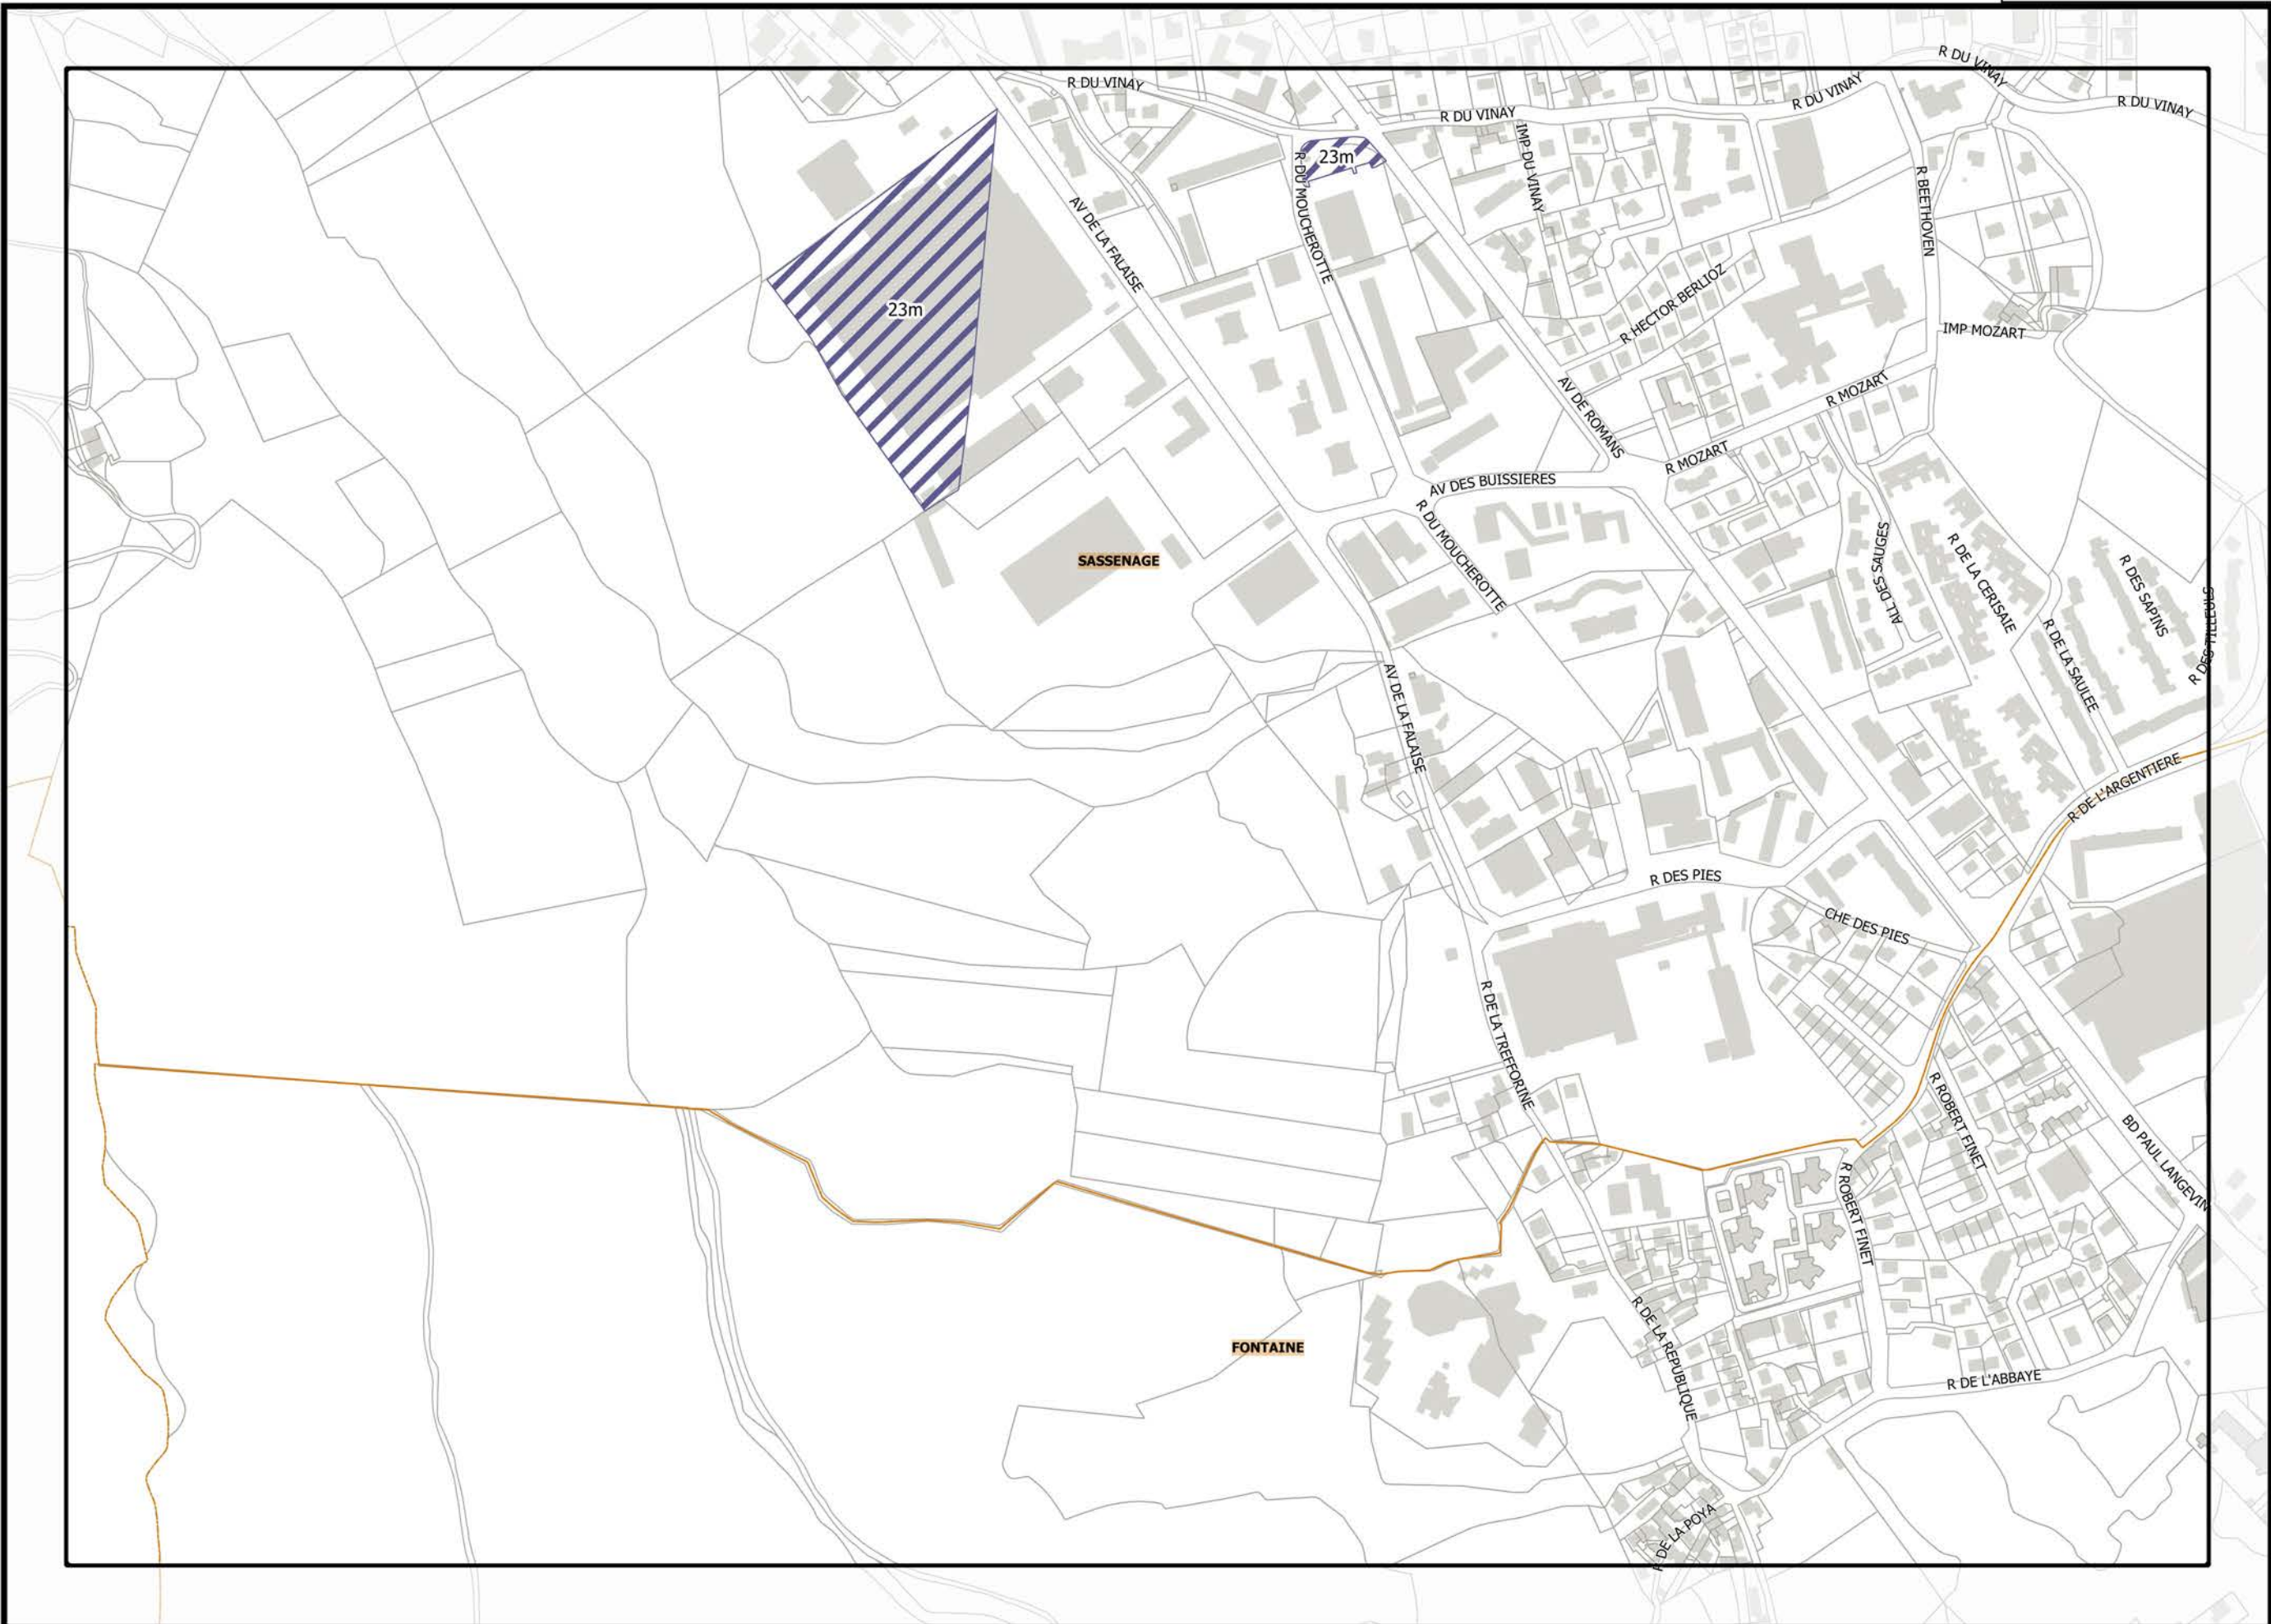 R DU VINAY
R DU VINAY
R DU VINAY
R DU VINAY
R DU VINAY
IMP DU VINAY
23m
R DU MOUCHEROTTE
R BEETHOVEN
AV DE LA FALAISE
23m
R HECTOR BERLIOZ
IMP MOZART
R MOZART
AV DE ROMANS
R MOZART
AV DES BUISSIERES
R DU MOUCHEROTTE
SASSENAGE
ALL DES SAUGES
R DE LA CERISAIE
R DES SAPINS
R DES TILLEULS
R DE LA SAULEE
AV DE LA FALAISE
R DE L'ARGENTIERE
R DES PIES
CHE DES PIES
R DE LA TREFFORINE
R ROBERT FINET
BD PAUL LANGEVIN
R ROBERT FINET
FONTAINE
R DE LA REPUBLIQUE
R DE L'ABBAYE
R DE LA POYA